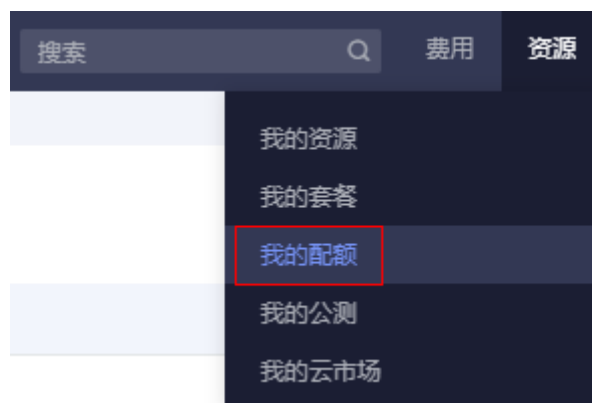 搜索 费用 资源
我的资源
我的套餐
我的配额
我的公测
我的云市场